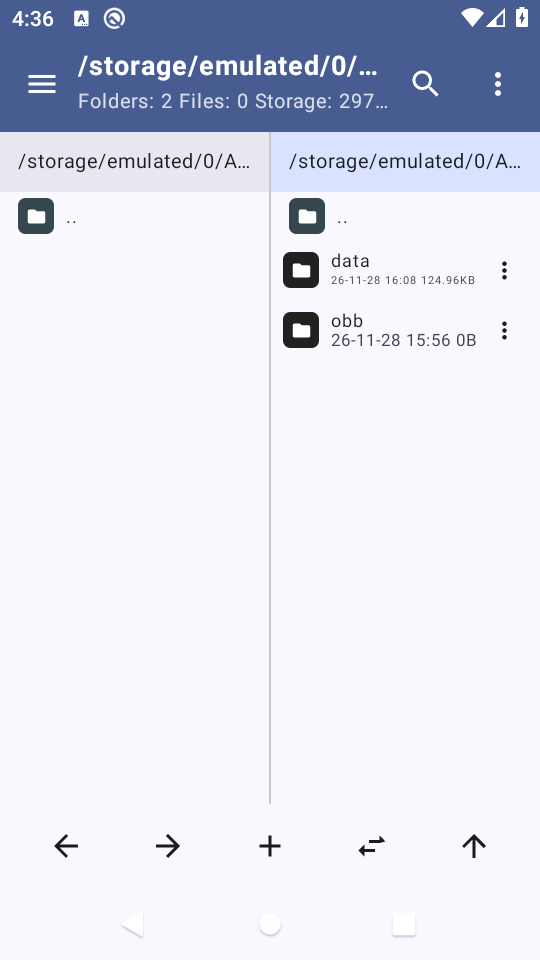 4:36
/storage/emulated/0/...
Folders: 2 Files: 0 Storage: 297...
/storage/emulated/0/A...
/storage/emulated/0/A...
..
..
data
26-11-28 16:08 124.96KB
obb
26-11-28 15:56 0B